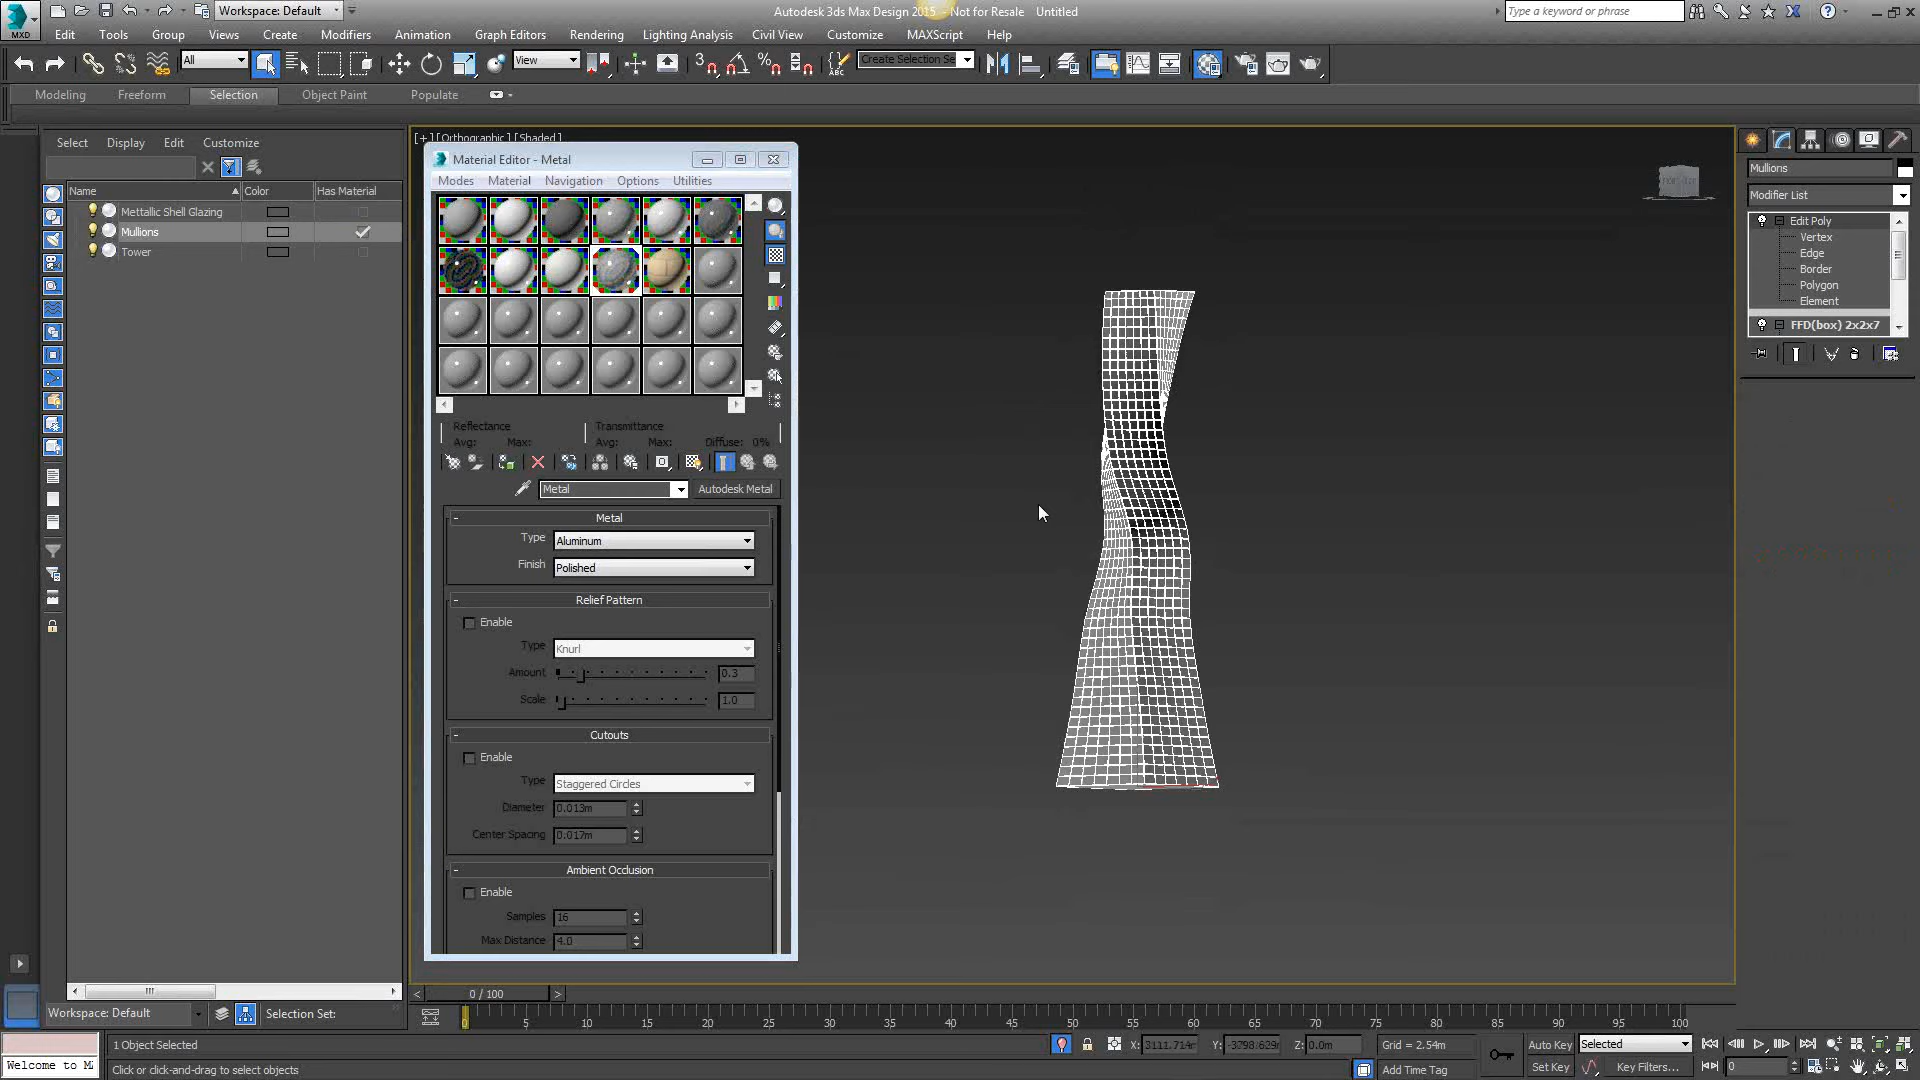 Workspace: Default
Autodesk 3ds Max Design 2015 - Not for Resale Untitled
Type a keyword or phrase
MXD
Edit Tools Group Views Create Modifiers Animation Graph Editors Rendering Lighting Analysis Civil View Customize MAXScript Help
All
View
3
ABC
Create Selection Se
Modeling Freeform Selection Object Paint Populate
Select Display Edit Customize
Name Color Has Material
Mettallic Shell Glazing
Mullions
Tower
[+] [Orthographic] [Shaded]
Material Editor - Metal
Modes Material Navigation Options Utilities
Reflectance Transmittance
Avg: Max: Avg: Max: Diffuse: 0%
Metal Autodesk Metal
- Metal
Type Aluminum
Finish Polished
- Relief Pattern
Enable
Type Knurl
Amount 0.3
Scale 1.0
- Cutouts
Enable
Type Staggered Circles
Diameter 0.013m
Center Spacing 0.017m
- Ambient Occlusion
Enable
Samples 16
Max Distance 4.0
Mullions
Modifier List
Edit Poly
Vertex
Edge
Border
Polygon
Element
FFD(box) 2x2x7
< 0 / 100 >
Workspace: Default
Selection Set:
0 5 10 15 20 25 30 35 40 45 50 55 60 65 70 75 80 85 90 95 100
1 Object Selected
X: 3111.714m Y: -3798.629m Z: 0.0m
Grid = 2.54m
Auto Key Selected
Welcome to M
Click or click-and-drag to select objects
Add Time Tag
Set Key Key Filters...
0